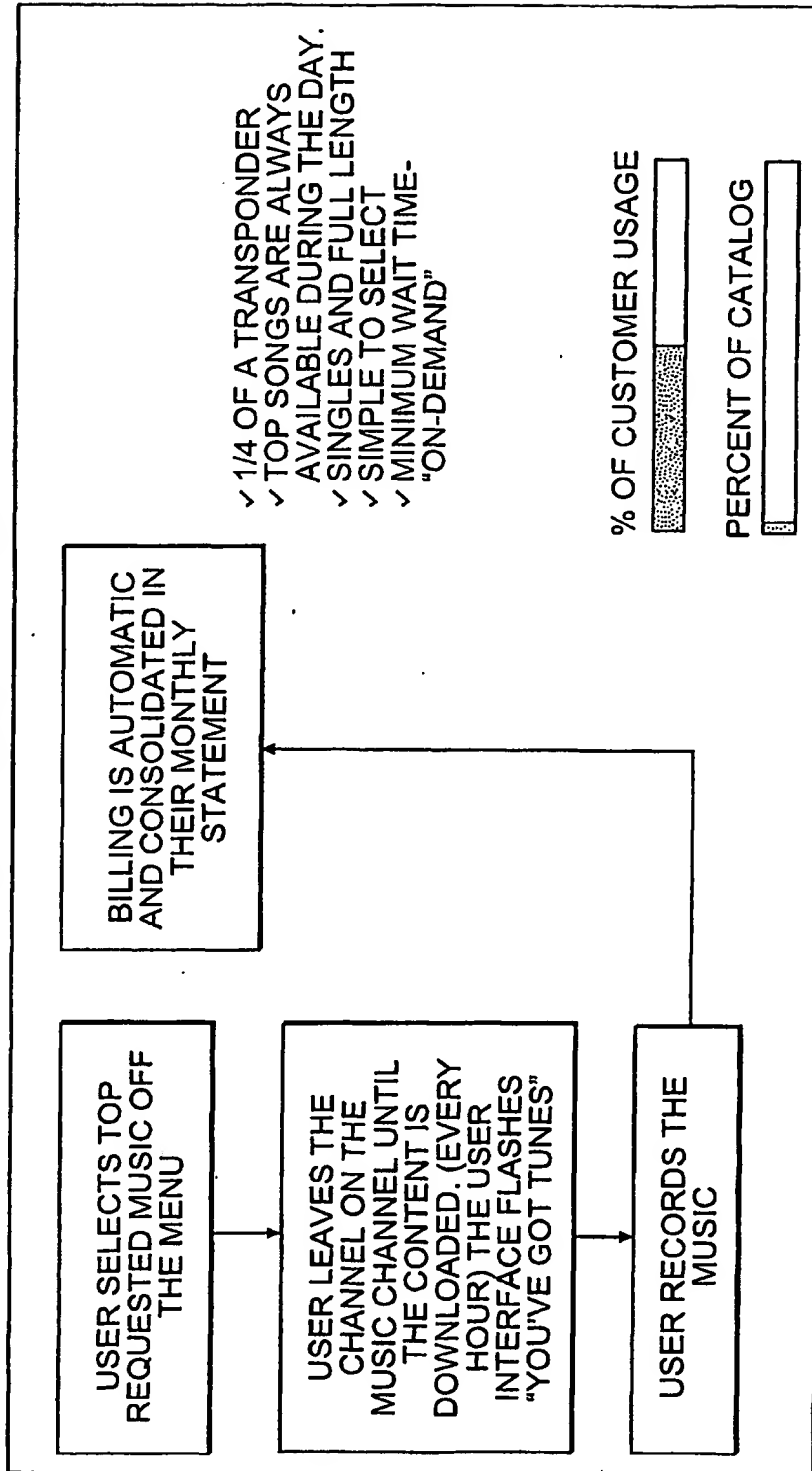 USER SELECTS TOP
REQUESTED MUSIC OFF
THE MENU
USER LEAVES THE
CHANNEL ON THE
MUSIC CHANNEL UNTIL
THE CONTENT IS
DOWNLOADED. (EVERY
HOUR) THE USER
INTERFACE FLASHES
"YOU'VE GOT TUNES"
USER RECORDS THE
MUSIC
BILLING IS AUTOMATIC
AND CONSOLIDATED IN
THEIR MONTHLY
STATEMENT
✓ 1/4 OF A TRANSPONDER
✓ TOP SONGS ARE ALWAYS
AVAILABLE DURING THE DAY.
✓ SINGLES AND FULL LENGTH
✓ SIMPLE TO SELECT
✓ MINIMUM WAIT TIME-
"ON-DEMAND"
% OF CUSTOMER USAGE
PERCENT OF CATALOG